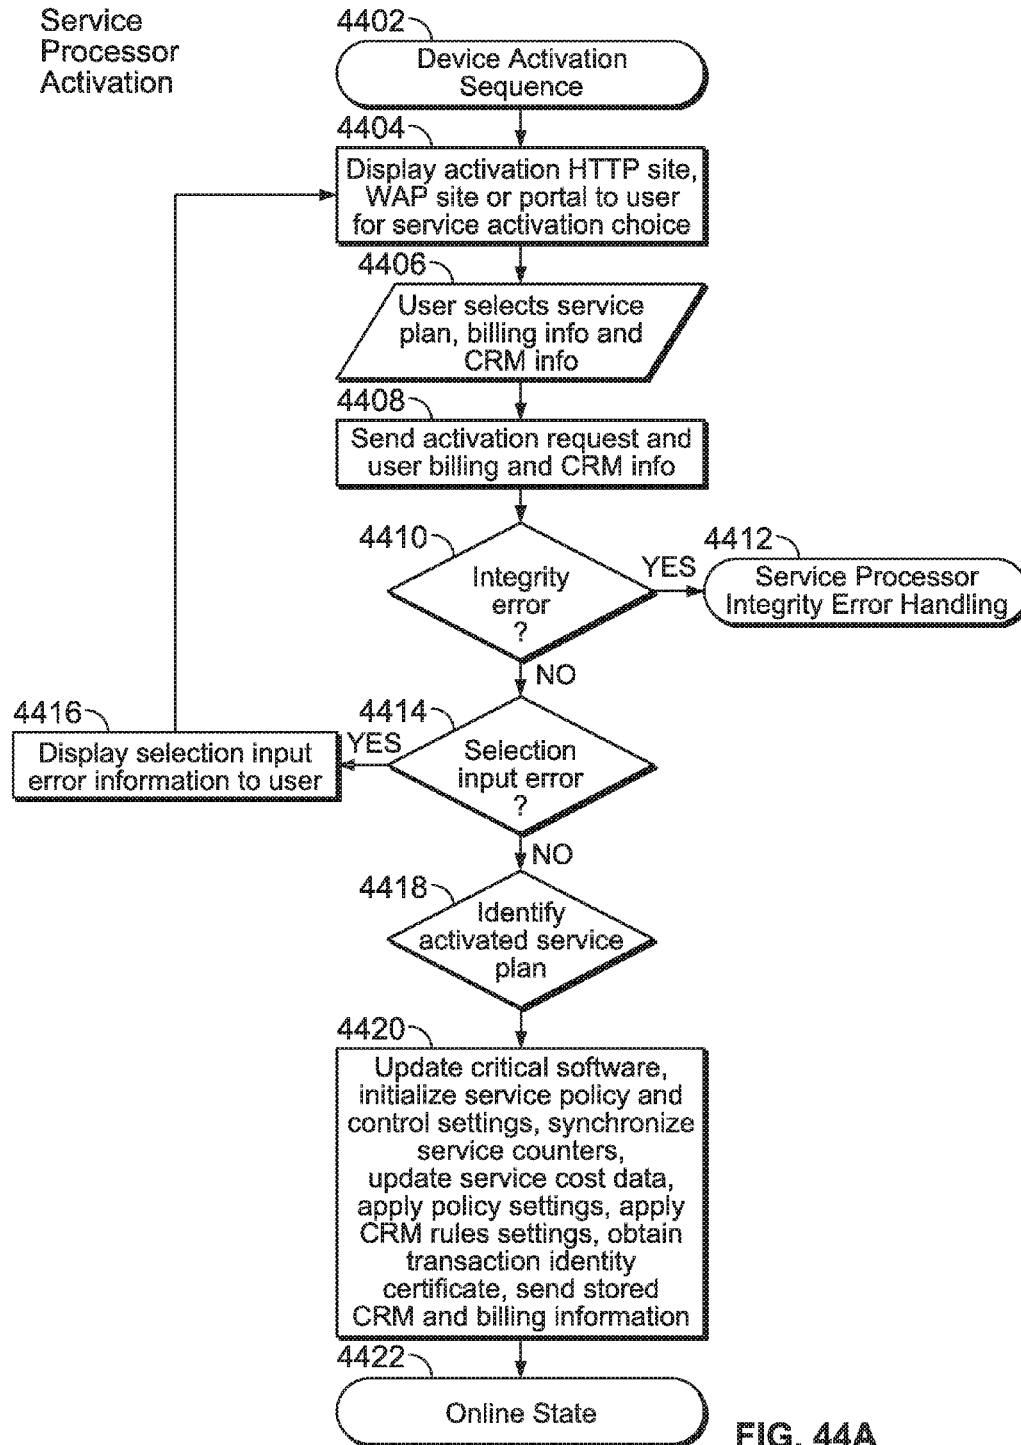 Service
Processor
Activation
4402
Device Activation
Sequence
4404
Display activation HTTP site,
WAP site or portal to user
for service activation choice
4406
User selects service
plan, billing info and
CRM info
4408
Send activation request and
user billing and CRM info
4410
Integrity
error
?
YES
4412
Service Processor
Integrity Error Handling
NO
4414
Selection
input error
?
YES
4416
Display selection input
error information to user
NO
4418
Identify
activated service
plan
4420
Update critical software,
initialize service policy and
control settings, synchronize
service counters,
update service cost data,
apply policy settings, apply
CRM rules settings, obtain
transaction identity
certificate, send stored
CRM and billing information
4422
Online State
FIG. 44A